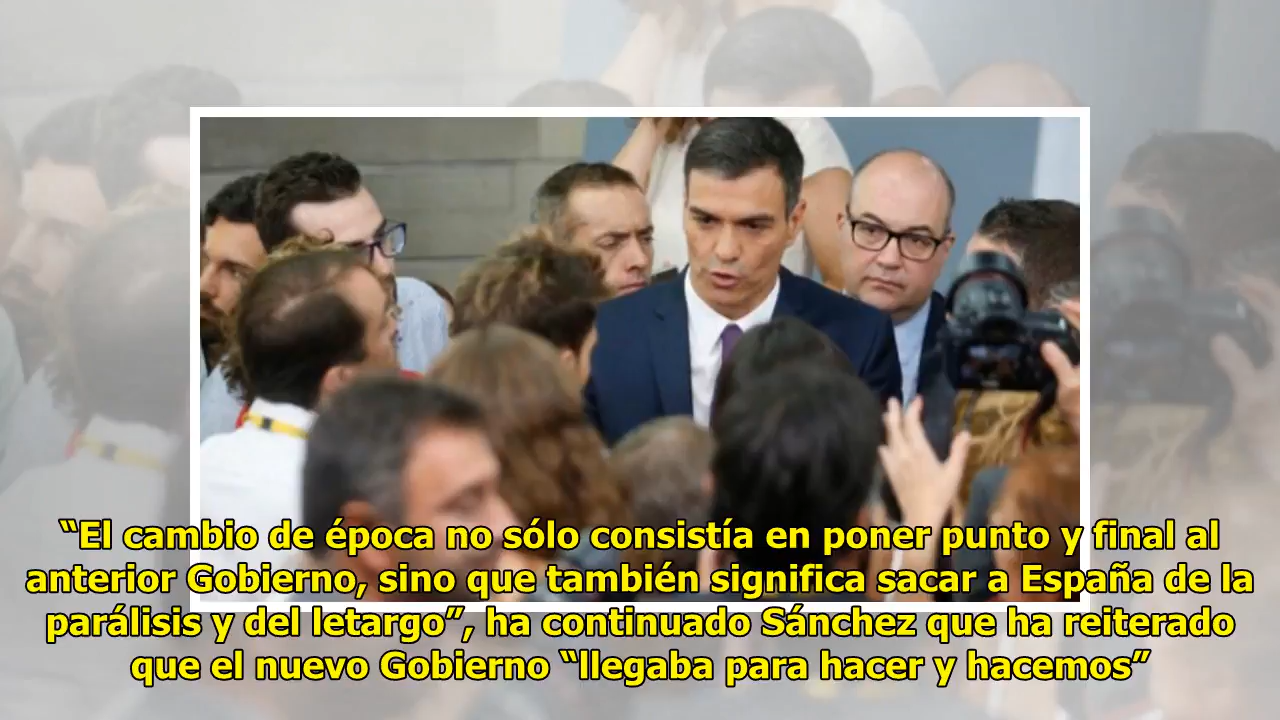 “El cambio de época no sólo consistía en poner punto y final al
anterior Gobierno, sino que también significa sacar a España de la
parálisis y del letargo”, ha continuado Sánchez que ha reiterado
que el nuevo Gobierno “llegaba para hacer y hacemos”